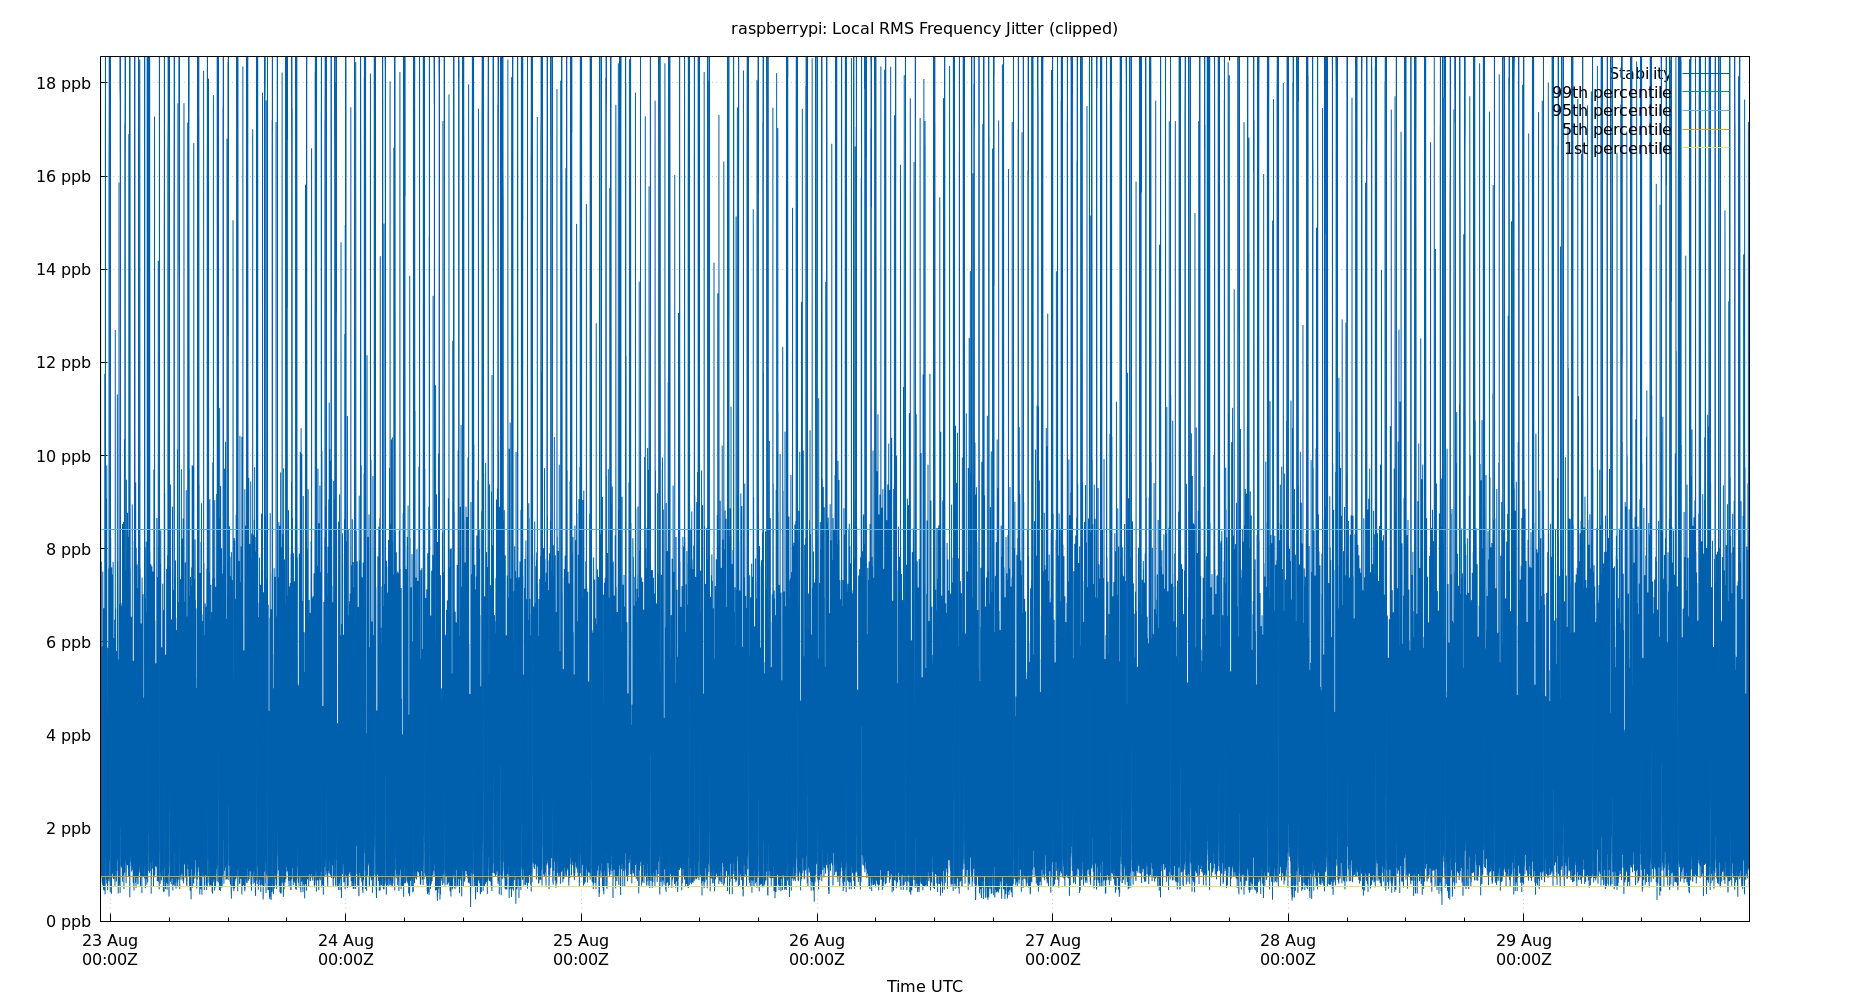 raspberrypi: Local RMS Frequency Jitter (clipped)
18 ppb
16 ppb
14 ppb
12 ppb
10 ppb
8 ppb
6 ppb
4 ppb
2 ppb
0 ppb
Stability
99th percentile
95th percentile
5th percentile
1st percentile
23 Aug
00:00Z
24 Aug
00:00Z
25 Aug
00:00Z
26 Aug
00:00Z
27 Aug
00:00Z
28 Aug
00:00Z
29 Aug
00:00Z
Time UTC